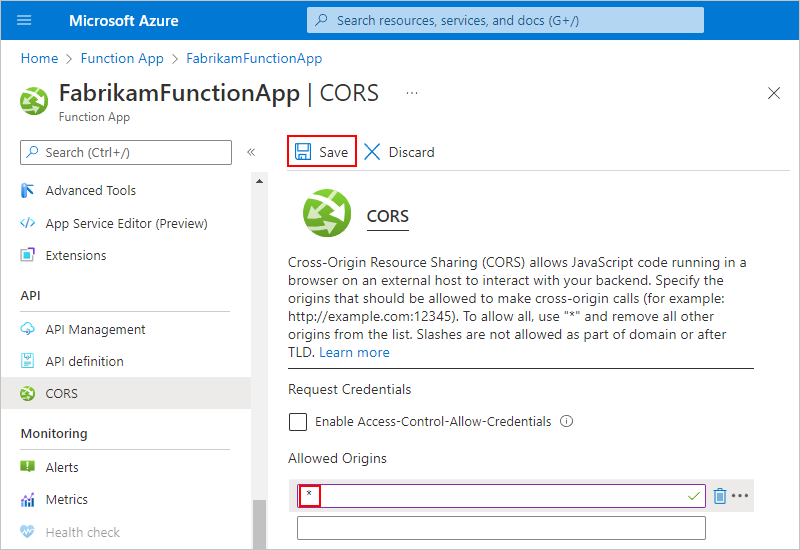 Microsoft Azure
Search resources, services, and docs (G+/)
Home > Function App > FabrikamFunctionApp
FabrikamFunctionApp | CORS ...
Function App
Search (Ctrl+/)
«
Advanced Tools
App Service Editor (Preview)
Extensions
API
API Management
API definition
CORS
Monitoring
Alerts
Metrics
Health check
Save
Discard
CORS
Cross-Origin Resource Sharing (CORS) allows JavaScript code running in a
browser on an external host to interact with your backend. Specify the
origins that should be allowed to make cross-origin calls (for example:
http://example.com:12345). To allow all, use "*" and remove all other
origins from the list. Slashes are not allowed as part of domain or after
TLD. Learn more
Request Credentials
Enable Access-Control-Allow-Credentials
Allowed Origins
*